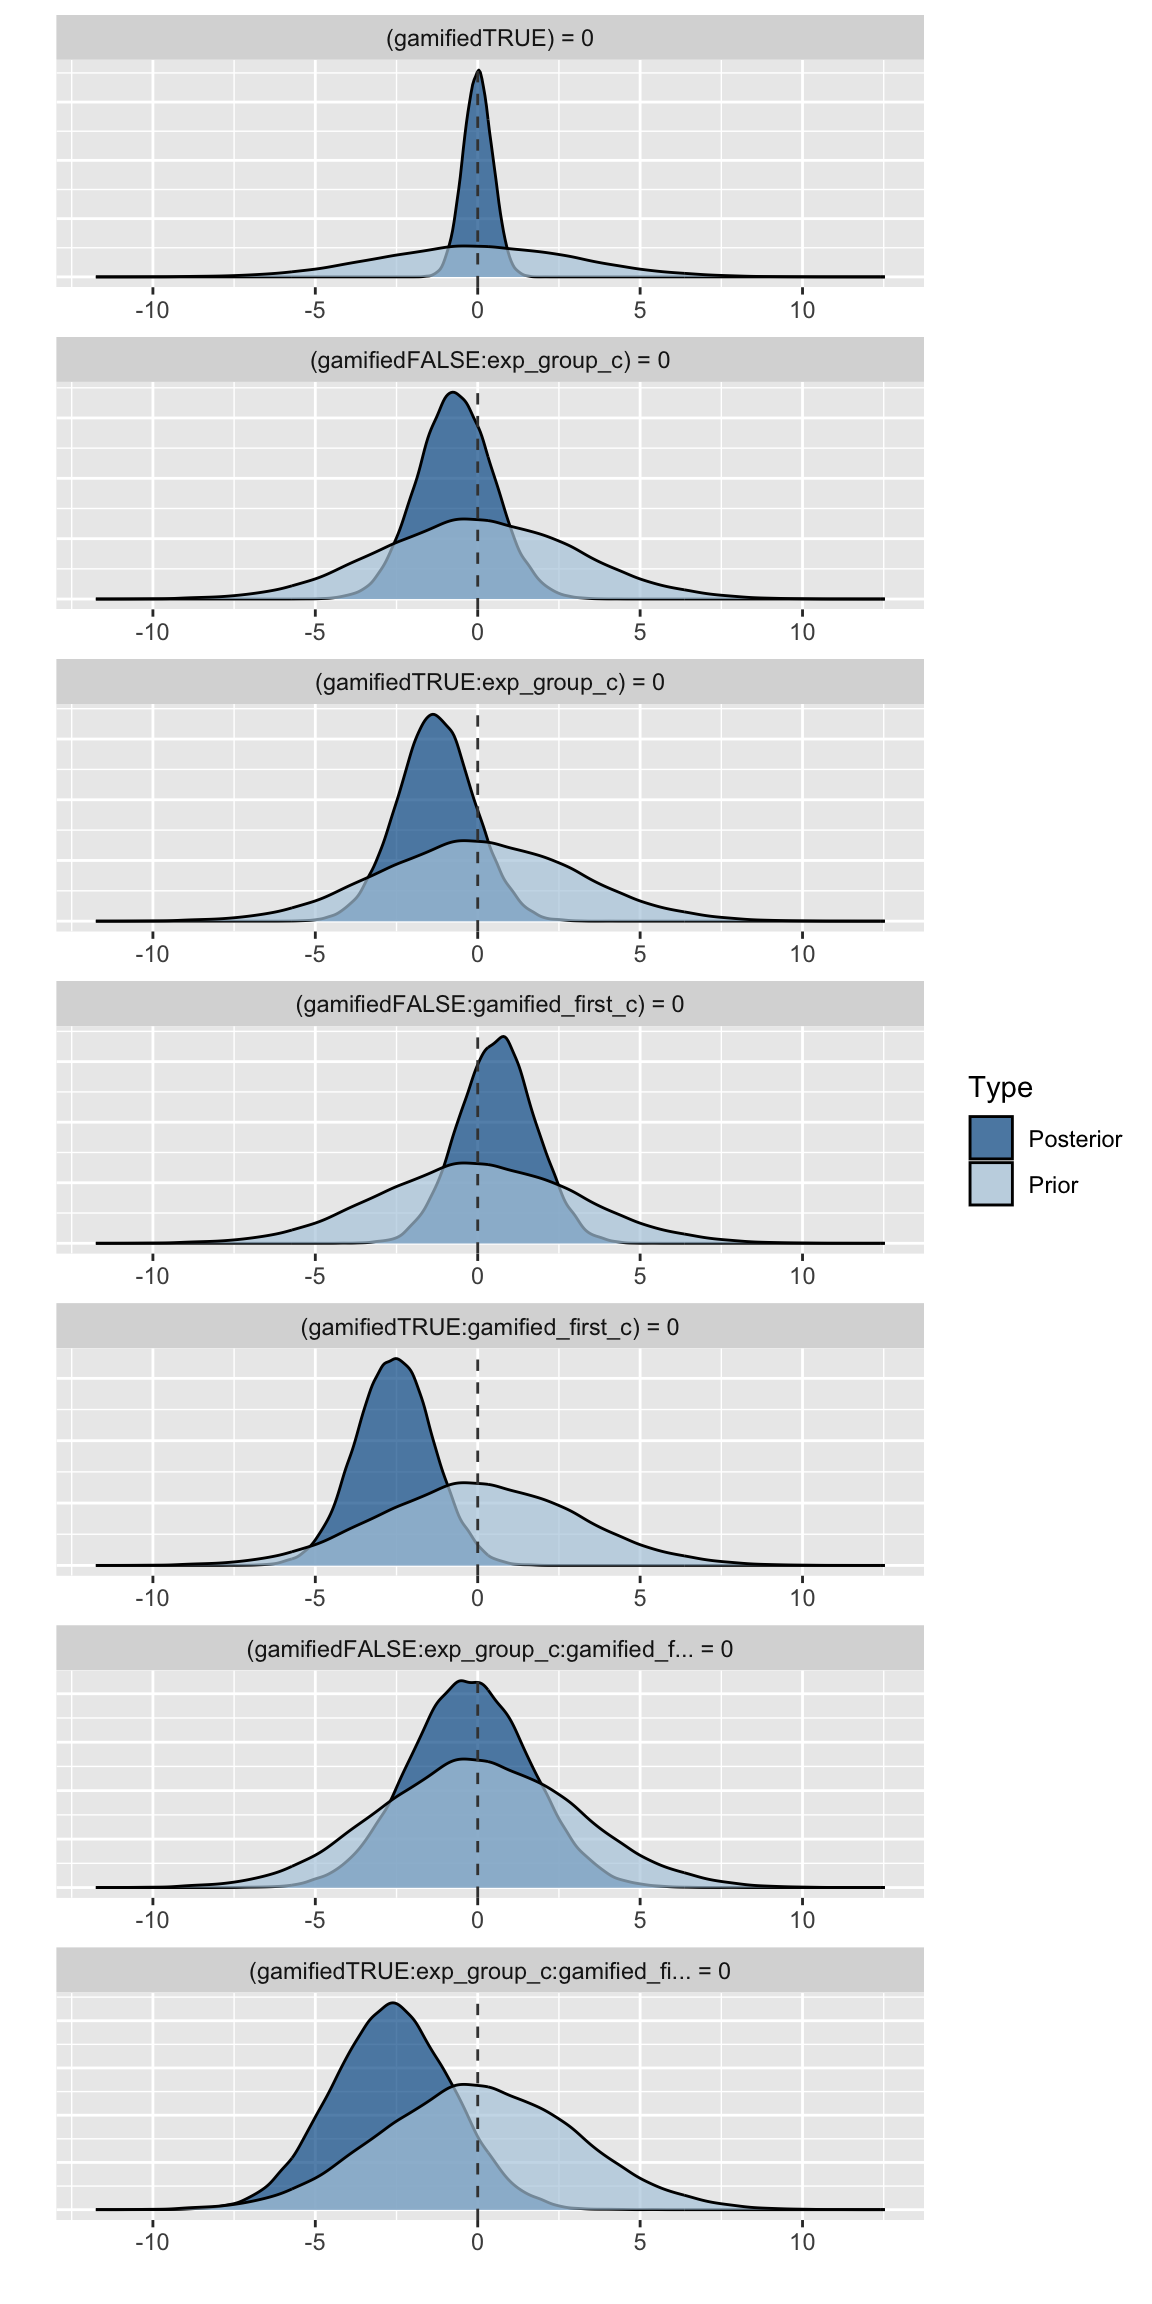 (gamifiedTRUE) = 0
-10 -5 0 5 10
(gamifiedFALSE:exp_group_c) = 0
-10 -5 0 5 10
(gamifiedTRUE:exp_group_c) = 0
-10 -5 0 5 10
(gamifiedFALSE:gamified_first_c) = 0
-10 -5 0 5 10
(gamifiedTRUE:gamified_first_c) = 0
-10 -5 0 5 10
(gamifiedFALSE:exp_group_c:gamified_f... = 0
-10 -5 0 5 10
(gamifiedTRUE:exp_group_c:gamified_fi... = 0
-10 -5 0 5 10
Type
Posterior
Prior